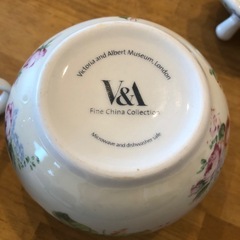 Victoria and Albert Museum, London
V&A
Fine China Collection
Microwave and dishwasher safe